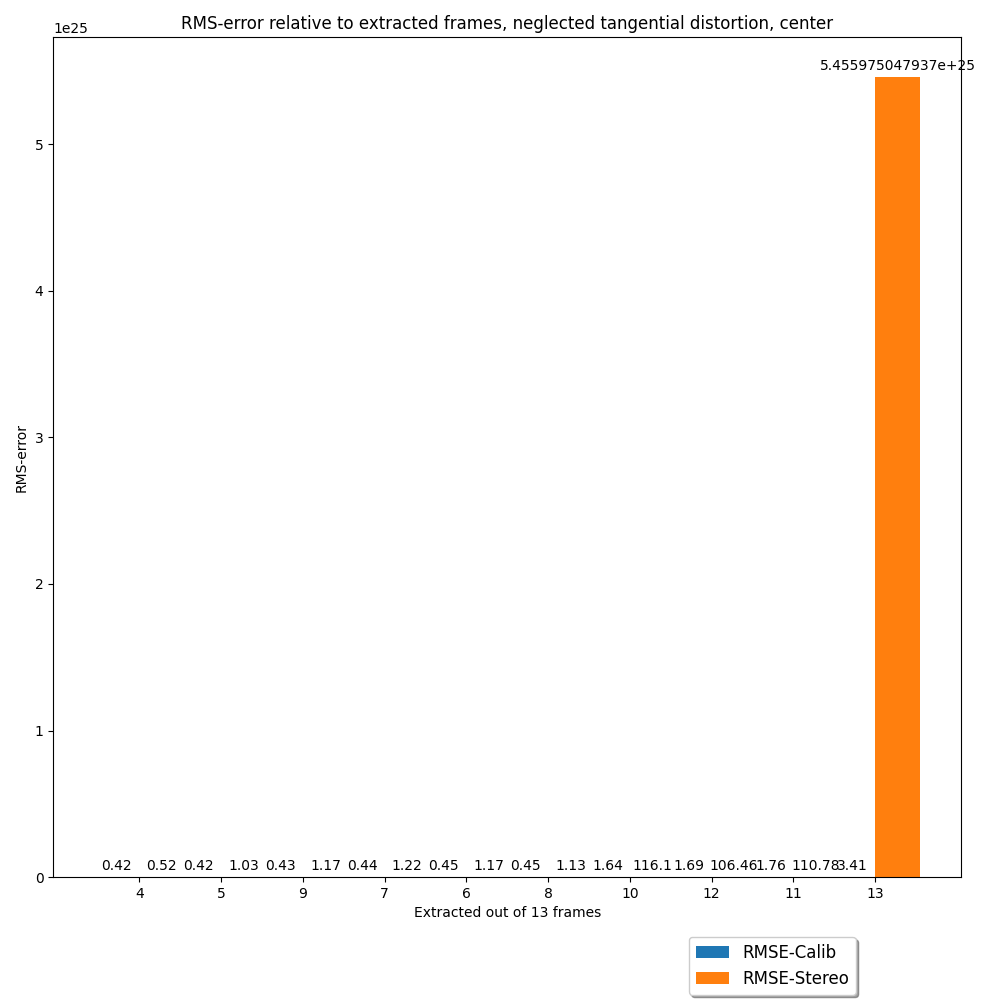 RMS-error relative to extracted frames, neglected tangential distortion, center
1e25
5.455975047937e+25
5
4
3
2
1
0
RMS-error
0.42 0.52 0.42 1.03 0.43 1.17 0.44 1.22 0.45 1.17 0.45 1.13 1.64 116.1 1.69 106.46 1.76 110.78 3.41
4 5 9 7 6 8 10 12 11 13
Extracted out of 13 frames
RMSE-Calib
RMSE-Stereo